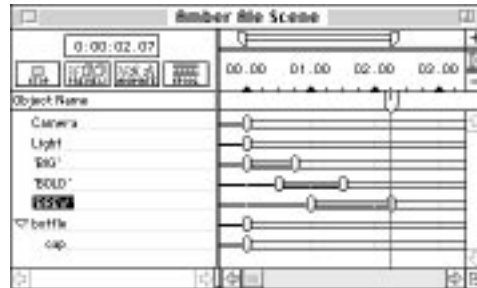 Amber Ale Scene
0:00:02.07
00.00 01.00 02.00 03.00
Object Name
Camera
Light
'BIG'
'BOLD'
bottle
cap